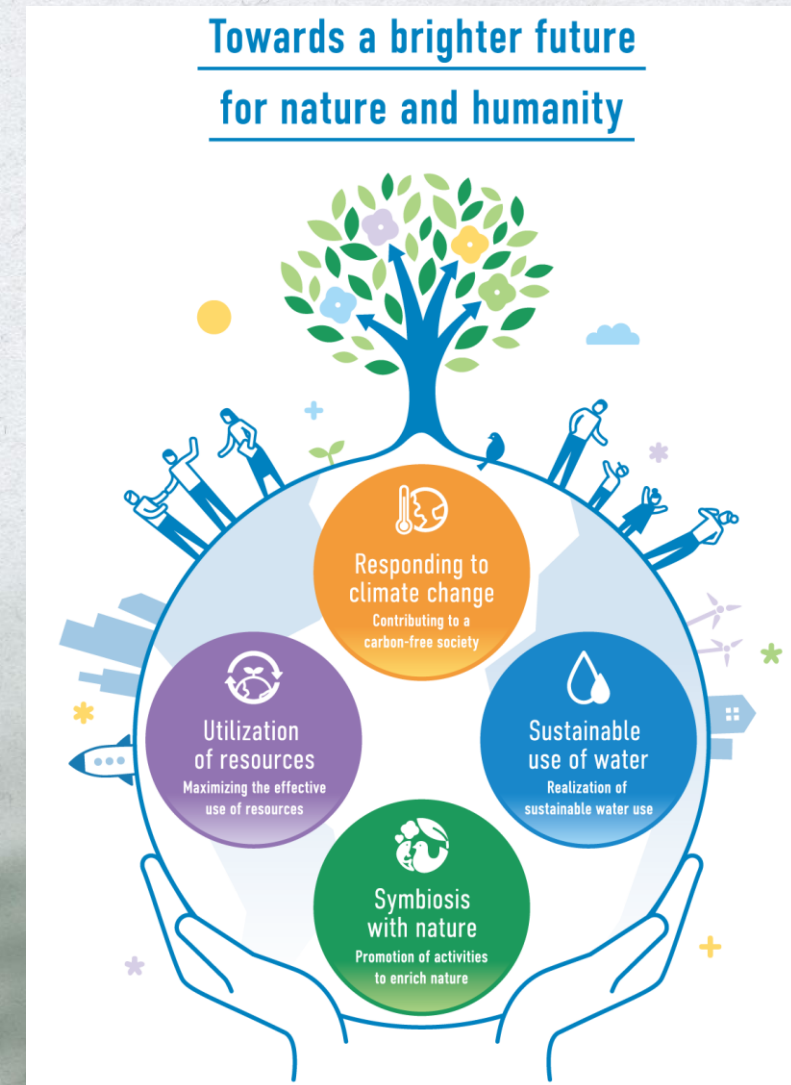 Towards a brighter future
for nature and humanity
Responding to
climate change
Contributing to a
carbon-free society
Utilization
of resources
Maximizing the effective
use of resources
Sustainable
use of water
Realization of
sustainable water use
Symbiosis
with nature
Promotion of activities
to enrich nature